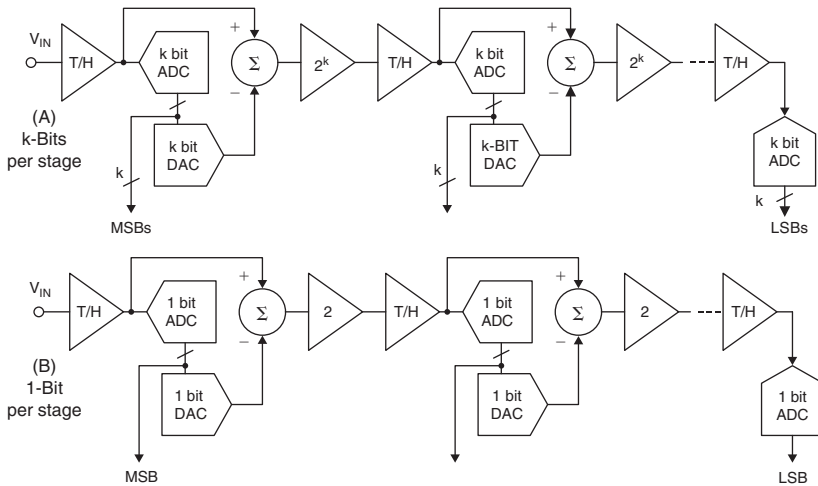 V_IN
T/H
k bit
ADC
+
Σ
−
2^k
T/H
k bit
ADC
+
Σ
−
2^k
T/H
(A)
k-Bits
per stage
k bit
DAC
k-BIT
DAC
k bit
ADC
k
k
k
MSBs
LSBs
V_IN
T/H
1 bit
ADC
+
Σ
−
2
T/H
1 bit
ADC
+
Σ
−
2
T/H
(B)
1-Bit
per stage
1 bit
DAC
1 bit
DAC
1 bit
ADC
MSB
LSB